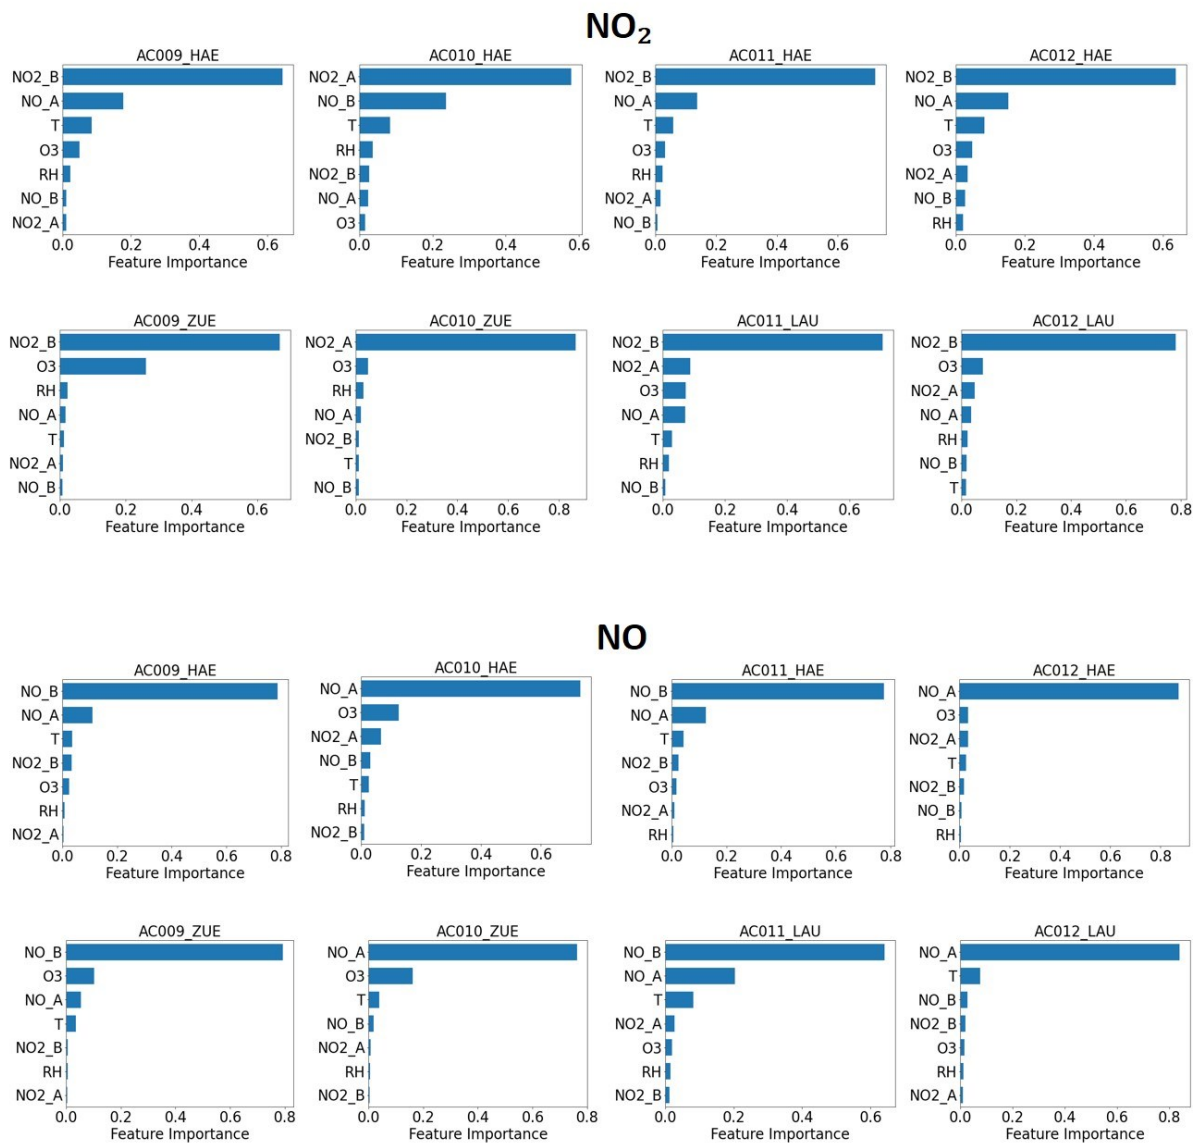 NO₂
AC009_HAE
NO2_B
NO_A
T
O3
RH
NO_B
NO2_A
0.0 0.2 0.4 0.6
Feature Importance
AC010_HAE
NO2_A
NO_B
T
RH
NO2_B
NO_A
O3
0.0 0.2 0.4 0.6
Feature Importance
AC011_HAE
NO2_B
NO_A
T
O3
RH
NO2_A
NO_B
0.0 0.2 0.4 0.6
Feature Importance
AC012_HAE
NO2_B
NO_A
T
O3
NO2_A
NO_B
RH
0.0 0.2 0.4 0.6
Feature Importance
AC009_ZUE
NO2_B
O3
RH
NO_A
T
NO2_A
NO_B
0.0 0.2 0.4 0.6
Feature Importance
AC010_ZUE
NO2_A
O3
RH
NO_A
NO2_B
T
NO_B
0.0 0.2 0.4 0.6 0.8
Feature Importance
AC011_LAU
NO2_B
NO2_A
O3
NO_A
T
RH
NO_B
0.0 0.2 0.4 0.6
Feature Importance
AC012_LAU
NO2_B
O3
NO2_A
NO_A
RH
NO_B
T
0.0 0.2 0.4 0.6 0.8
Feature Importance
NO
AC009_HAE
NO_B
NO_A
T
NO2_B
O3
RH
NO2_A
0.0 0.2 0.4 0.6 0.8
Feature Importance
AC010_HAE
NO_A
O3
NO2_A
NO_B
T
RH
NO2_B
0.0 0.2 0.4 0.6
Feature Importance
AC011_HAE
NO_B
NO_A
T
NO2_B
O3
NO2_A
RH
0.0 0.2 0.4 0.6 0.8
Feature Importance
AC012_HAE
NO_A
O3
NO2_A
T
NO2_B
NO_B
RH
0.0 0.2 0.4 0.6 0.8
Feature Importance
AC009_ZUE
NO_B
O3
NO_A
T
NO2_B
RH
NO2_A
0.0 0.2 0.4 0.6 0.8
Feature Importance
AC010_ZUE
NO_A
O3
T
NO_B
NO2_A
RH
NO2_B
0.0 0.2 0.4 0.6 0.8
Feature Importance
AC011_LAU
NO_B
NO_A
T
NO2_A
O3
RH
NO2_B
0.0 0.2 0.4 0.6
Feature Importance
AC012_LAU
NO_A
T
NO_B
NO2_B
O3
RH
NO2_A
0.0 0.2 0.4 0.6 0.8
Feature Importance